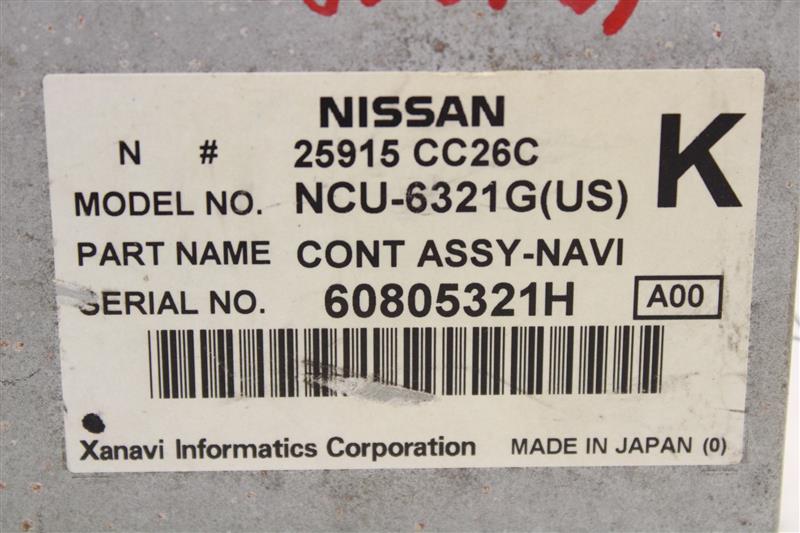 NISSAN
K
N # 25915 CC26C
MODEL NO. NCU-6321G(US)
PART NAME CONT ASSY-NAVI
SERIAL NO. 60805321H A00
Xanavi Informatics Corporation MADE IN JAPAN (0)